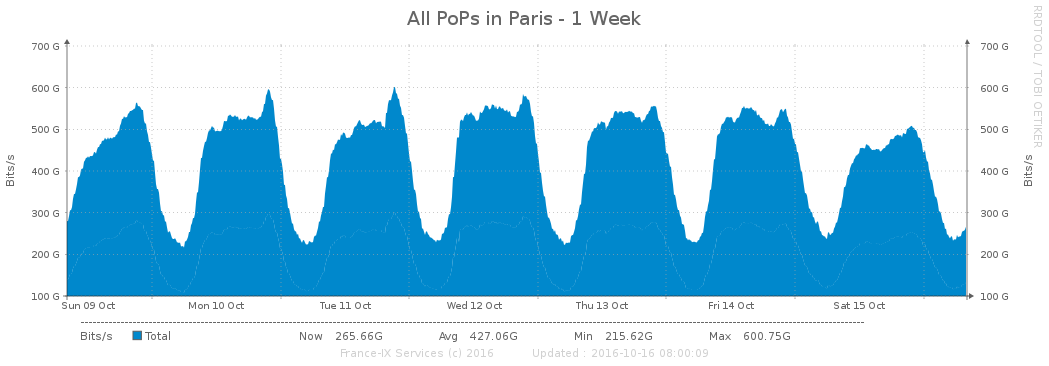 All PoPs in Paris - 1 Week
RRDTOOL / TOBI OETIKER
Bits/s
700 G
600 G
500 G
400 G
300 G
200 G
100 G
700 G
600 G
500 G
400 G
300 G
200 G
100 G
Bits/s
Sun 09 Oct Mon 10 Oct Tue 11 Oct Wed 12 Oct Thu 13 Oct Fri 14 Oct Sat 15 Oct
Bits/s Total Now 265.66G Avg 427.06G Min 215.62G Max 600.75G
France-IX Services (c) 2016 Updated : 2016-10-16 08:00:09